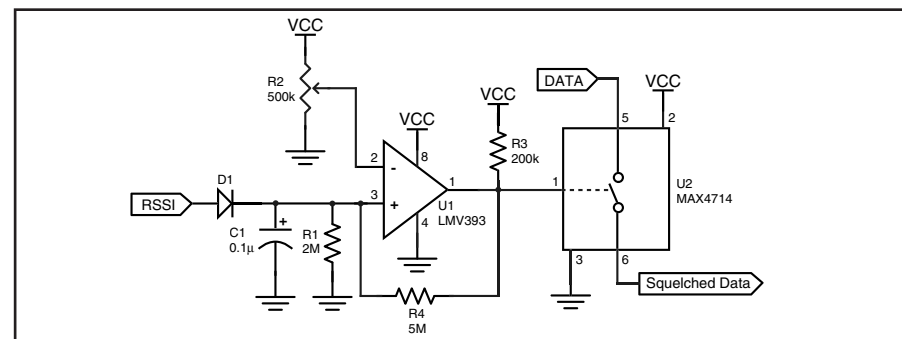 VCC
R2
500k
VCC
2
-
8
3
+
1
U1
LMV393
4
RSSI
D1
C1
0.1µ
+
R1
2M
R4
5M
VCC
R3
200k
DATA
VCC
5
2
1
U2
MAX4714
3
6
Squelched Data